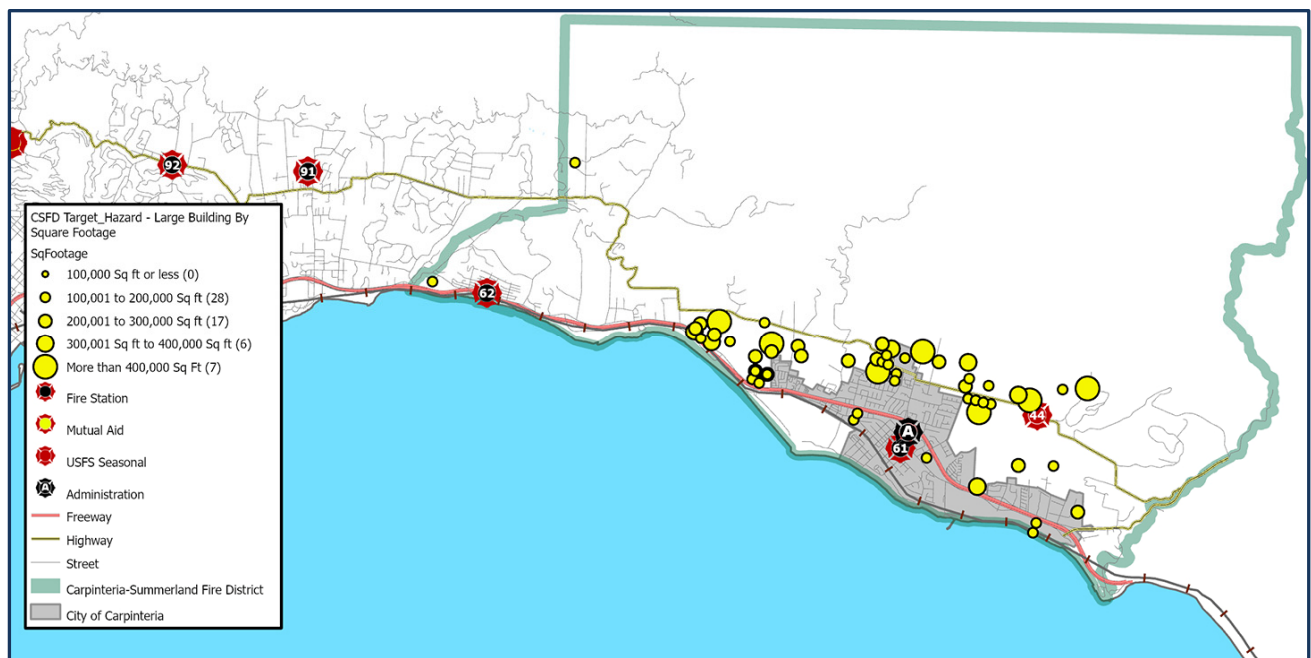 92
91
62
44
A
61
CSFD Target_Hazard - Large Building By
Square Footage
SqFootage
100,000 Sq ft or less (0)
100,001 to 200,000 Sq ft (28)
200,001 to 300,000 Sq ft (17)
300,001 Sq ft to 400,000 Sq ft (6)
More than 400,000 Sq Ft (7)
Fire Station
Mutual Aid
USFS Seasonal
A
Administration
Freeway
Highway
Street
Carpinteria-Summerland Fire District
City of Carpinteria